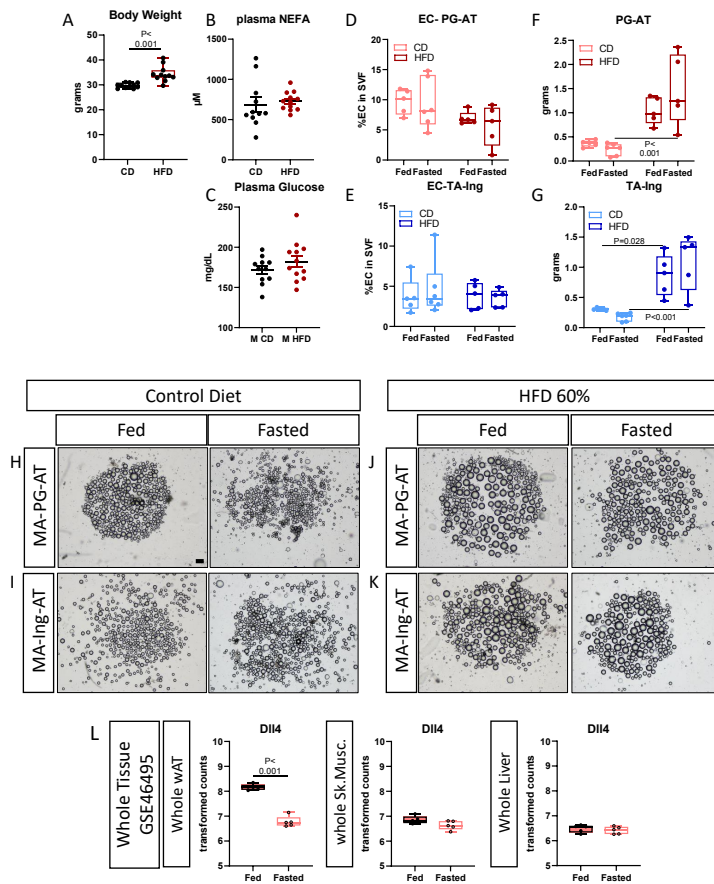 A
Body Weight
P<
0.001
grams
50
40
30
20
10
0
CD
HFD
B
plasma NEFA
µM
1500
1000
500
0
CD
HFD
C
Plasma Glucose
mg/dL
250
200
150
100
M CD
M HFD
D
EC- PG-AT
CD
HFD
%EC in SVF
20
15
10
5
0
Fed
Fasted
Fed
Fasted
E
EC-TA-Ing
CD
HFD
%EC in SVF
15
10
5
0
Fed
Fasted
Fed
Fasted
F
PG-AT
CD
HFD
grams
2.5
2.0
1.5
1.0
0.5
0.0
P<
0.001
Fed
Fasted
Fed
Fasted
G
TA-Ing
CD
HFD
P=0.028
grams
2.0
1.5
1.0
0.5
0.0
P<0.001
Fed
Fasted
Fed
Fasted
Control Diet
HFD 60%
Fed
Fasted
Fed
Fasted
H
MA-PG-AT
J
MA-PG-AT
I
MA-Ing-AT
K
MA-Ing-AT
L
Whole Tissue
GSE46495
Whole wAT
Dll4
P<
0.001
transformed counts
10
9
8
7
6
5
Fed
Fasted
whole Sk.Musc.
Dll4
transformed counts
10
9
8
7
6
5
Fed
Fasted
Whole Liver
Dll4
transformed counts
10
9
8
7
6
5
Fed
Fasted